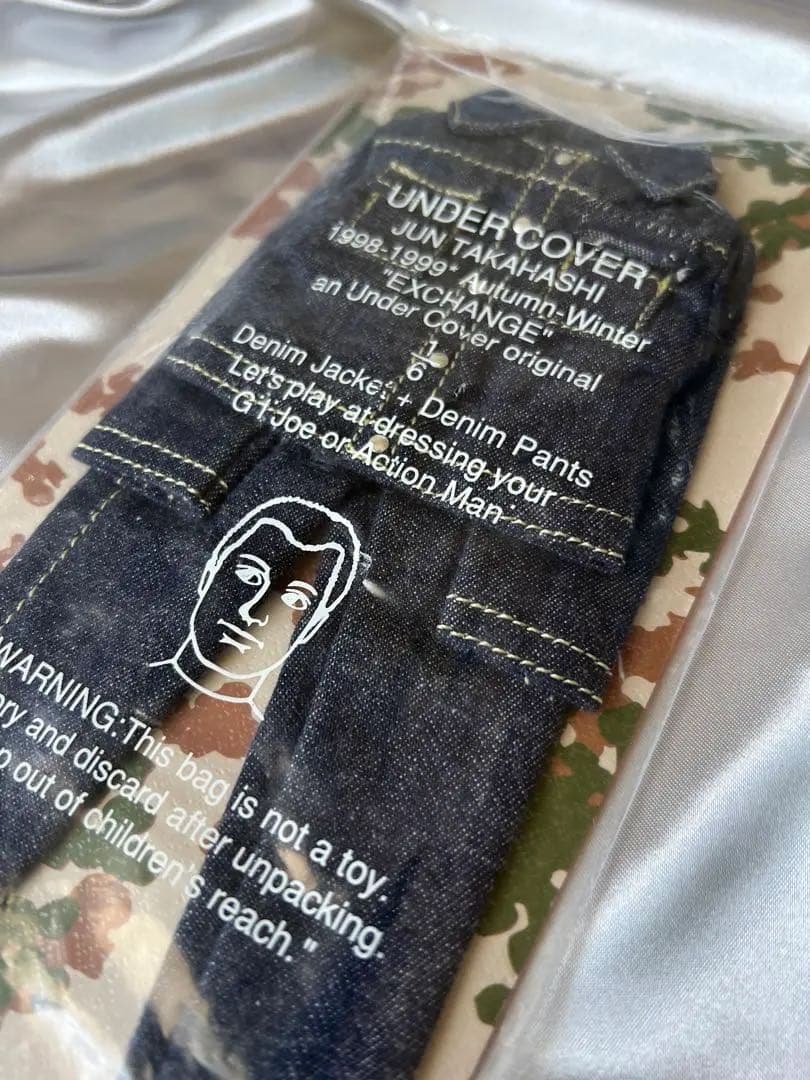 UNDER COVER
JUN TAKAHASHI
1998-1999* Autumn-Winter
"EXCHANGE"
an Under Cover original
1/6
Denim Jacket + Denim Pants
Let's play at dressing your
G I Joe or Action Man
WARNING:This bag is not a toy.
and discard after unpacking.
out of children's reach."